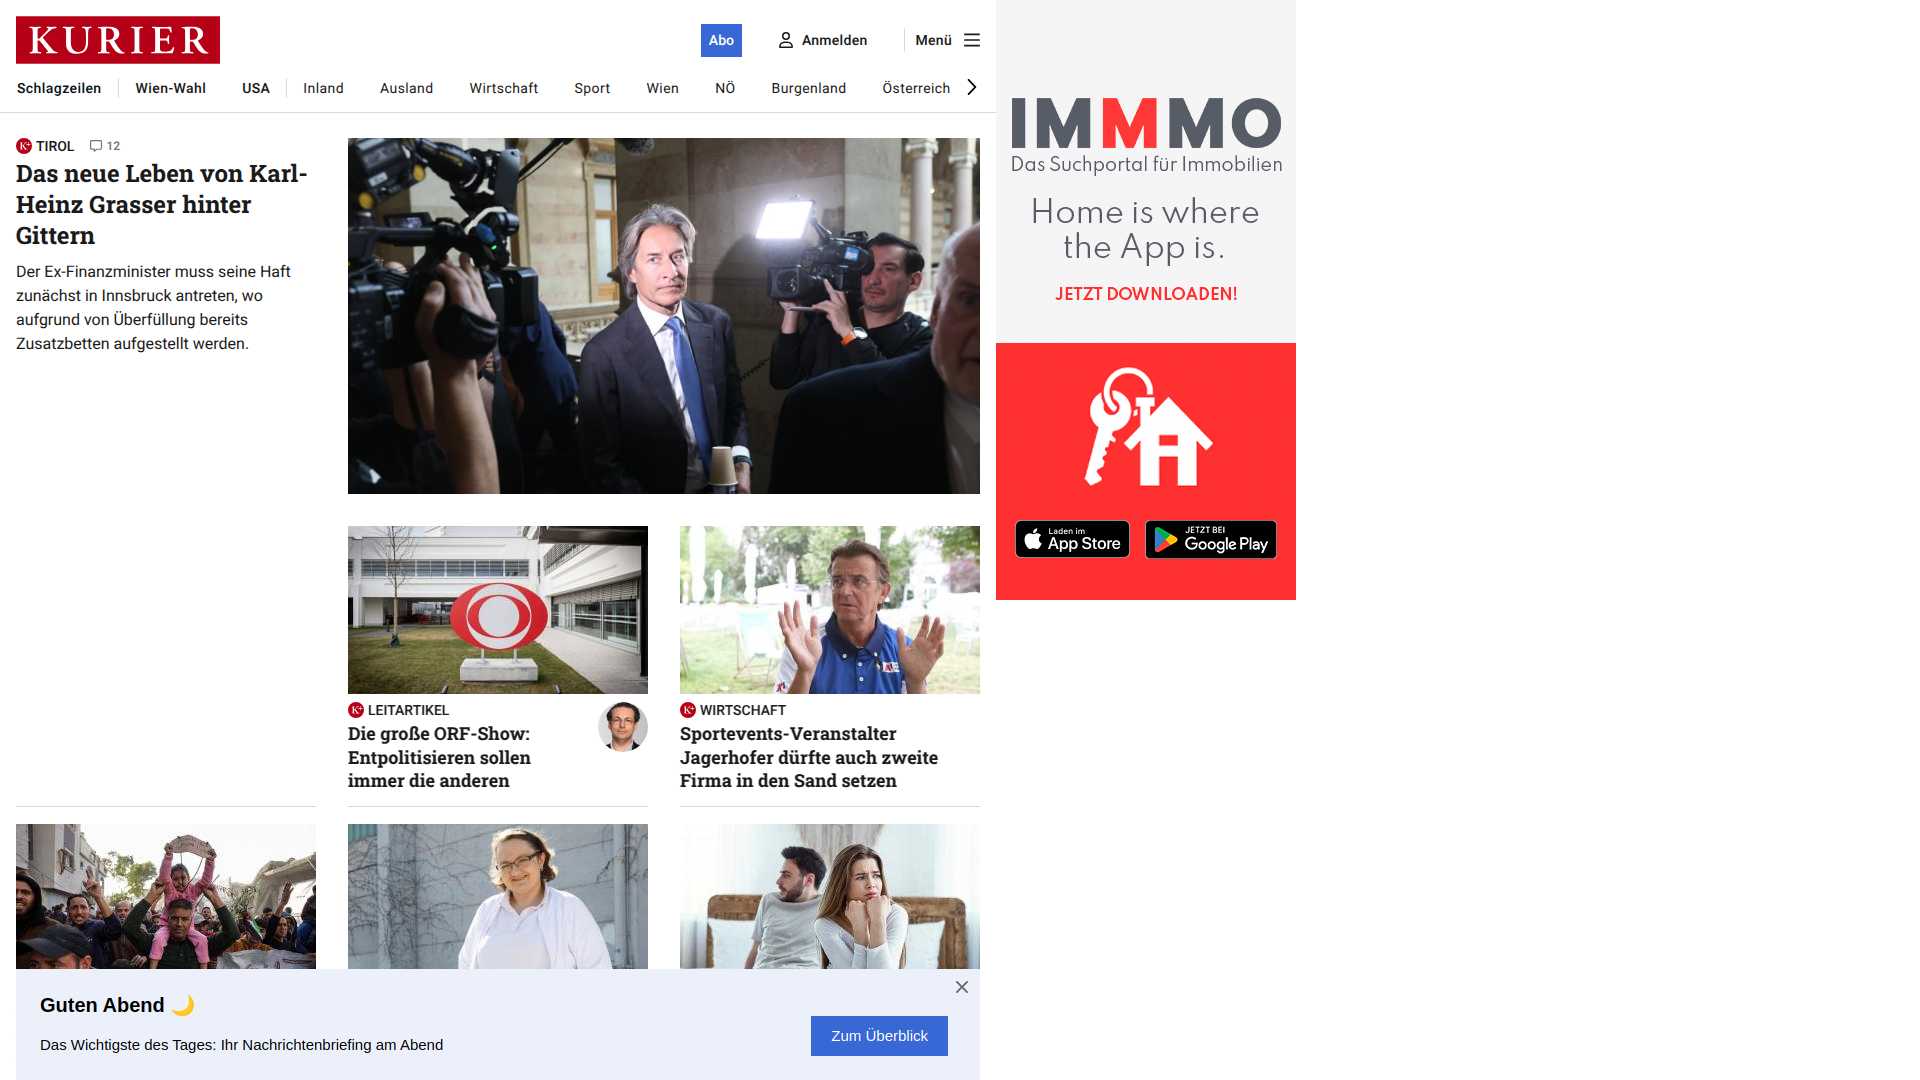 KURIER
Abo
Anmelden
Menü
Schlagzeilen
Wien-Wahl
USA
Inland
Ausland
Wirtschaft
Sport
Wien
NÖ
Burgenland
Österreich
K+ TIROL 12
Das neue Leben von Karl-
Heinz Grasser hinter
Gittern
Der Ex-Finanzminister muss seine Haft
zunächst in Innsbruck antreten, wo
aufgrund von Überfüllung bereits
Zusatzbetten aufgestellt werden.
K+ LEITARTIKEL
Die große ORF-Show:
Entpolitisieren sollen
immer die anderen
K+ WIRTSCHAFT
Sportevents-Veranstalter
Jagerhofer dürfte auch zweite
Firma in den Sand setzen
Guten Abend 🌙
Das Wichtigste des Tages: Ihr Nachrichtenbriefing am Abend
Zum Überblick
IMMMO
Das Suchportal für Immobilien
Home is where
the App is.
JETZT DOWNLOADEN!
Laden im
App Store
JETZT BEI
Google Play